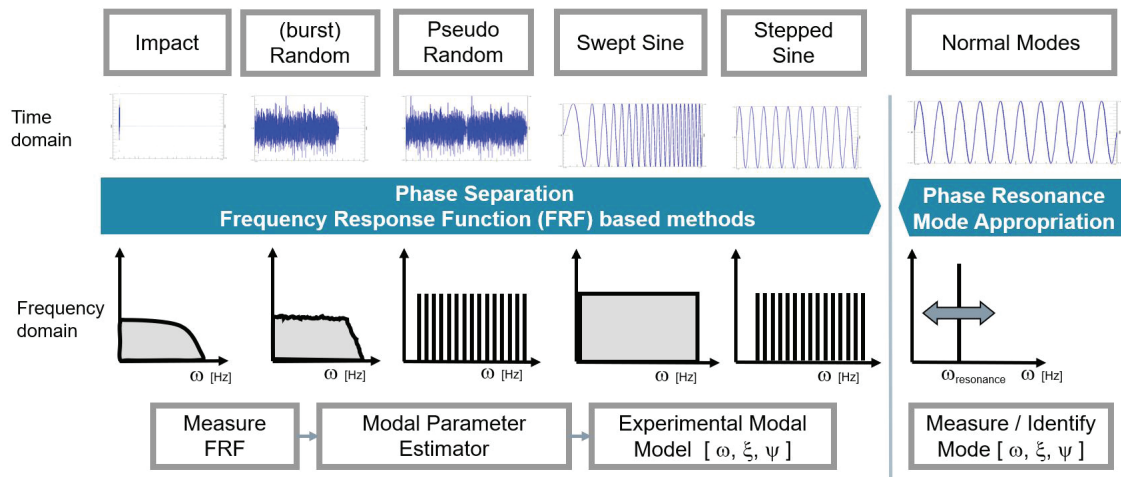 Impact
(burst)
Random
Pseudo
Random
Swept Sine
Stepped
Sine
Normal Modes
Time
domain
Phase Separation
Frequency Response Function (FRF) based methods
Phase Resonance
Mode Appropriation
Frequency
domain
ω [Hz]
ω [Hz]
ω [Hz]
ω [Hz]
ω [Hz]
ωresonance
ω [Hz]
Measure
FRF
Modal Parameter
Estimator
Experimental Modal
Model [ ω, ξ, ψ ]
Measure / Identify
Mode [ ω, ξ, ψ ]